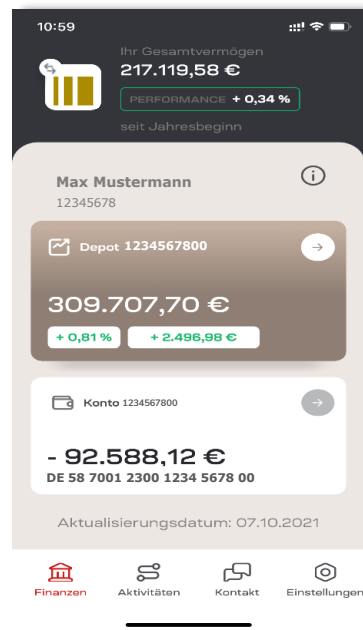 10:59
Ihr Gesamtvermögen
217.119,58 €
PERFORMANCE + 0,34 %
seit Jahresbeginn
Max Mustermann
12345678
Depot 1234567800
309.707,70 €
+ 0,81 % + 2.496,98 €
Konto 1234567800
- 92.588,12 €
DE 58 7001 2300 1234 5678 00
Aktualisierungsdatum: 07.10.2021
Finanzen Aktivitäten Kontakt Einstellungen